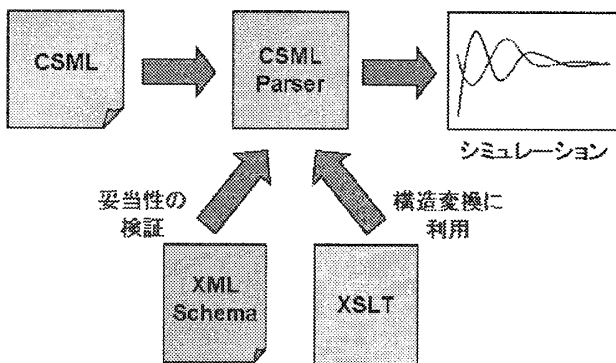 CSML
CSML
Parser
シミュレーション
妥当性の
検証
構造変換に
利用
XML
Schema
XSLT